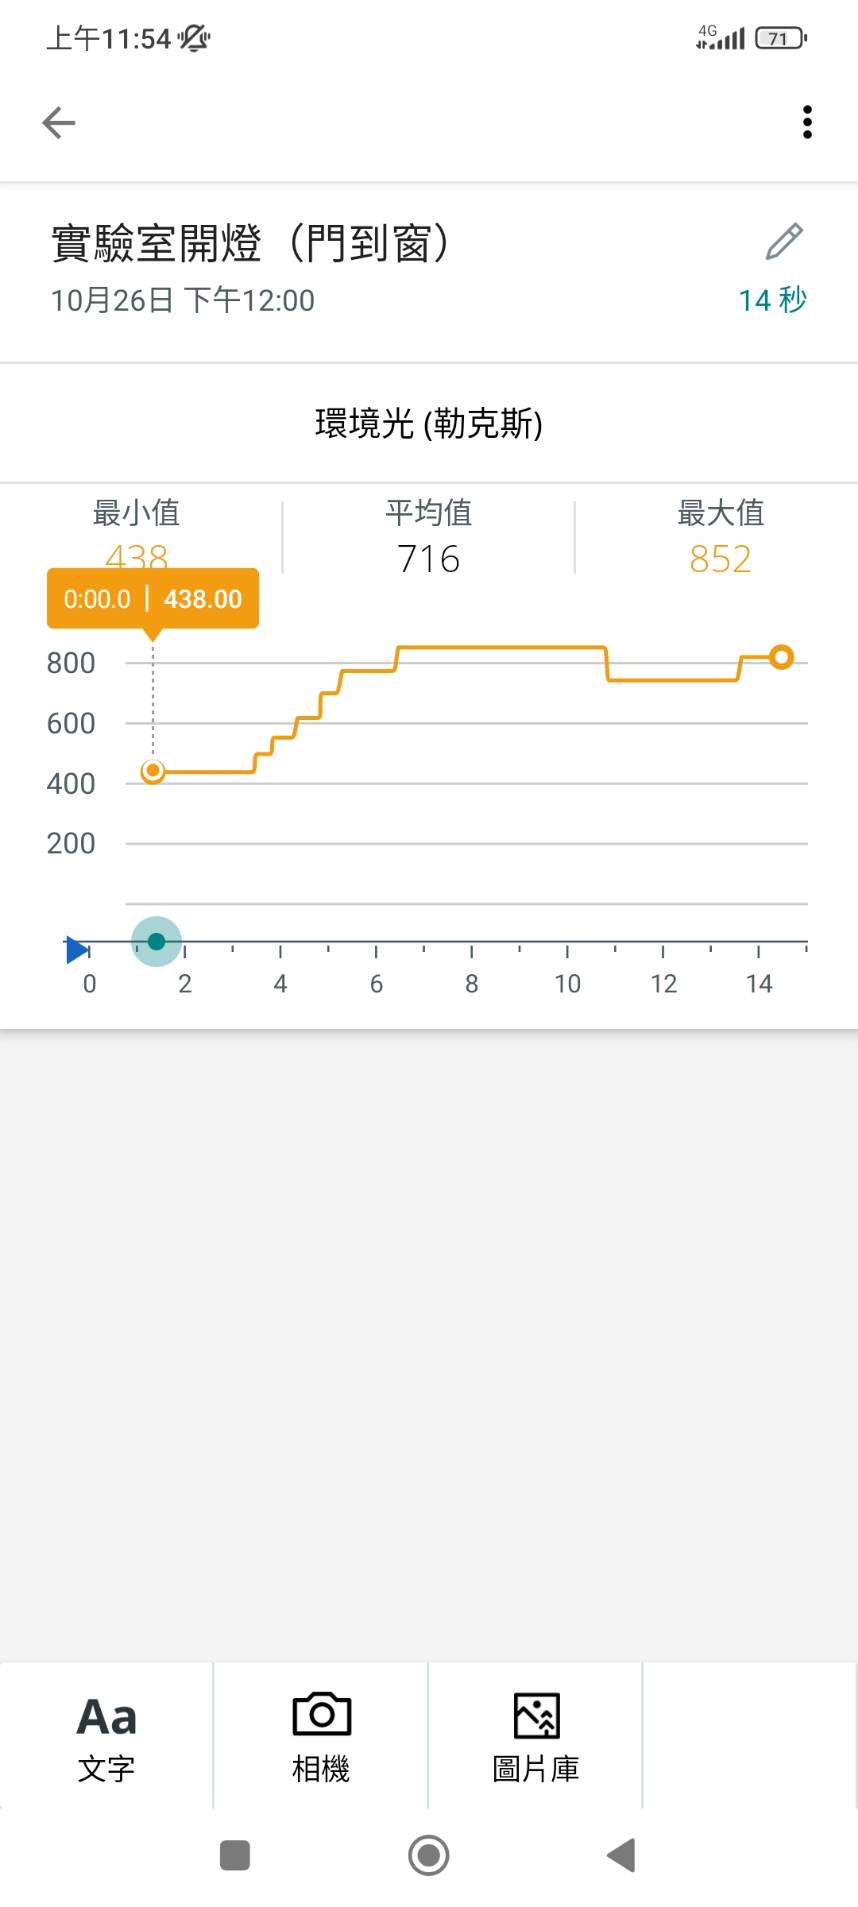 上午11:54
4G
71
實驗室開燈（門到窗）
10月26日 下午12:00
14 秒
環境光 (勒克斯)
最小值 平均值 最大值
438 716 852
0:00.0 | 438.00
800
600
400
200
0 2 4 6 8 10 12 14
Aa
文字 相機 圖片庫